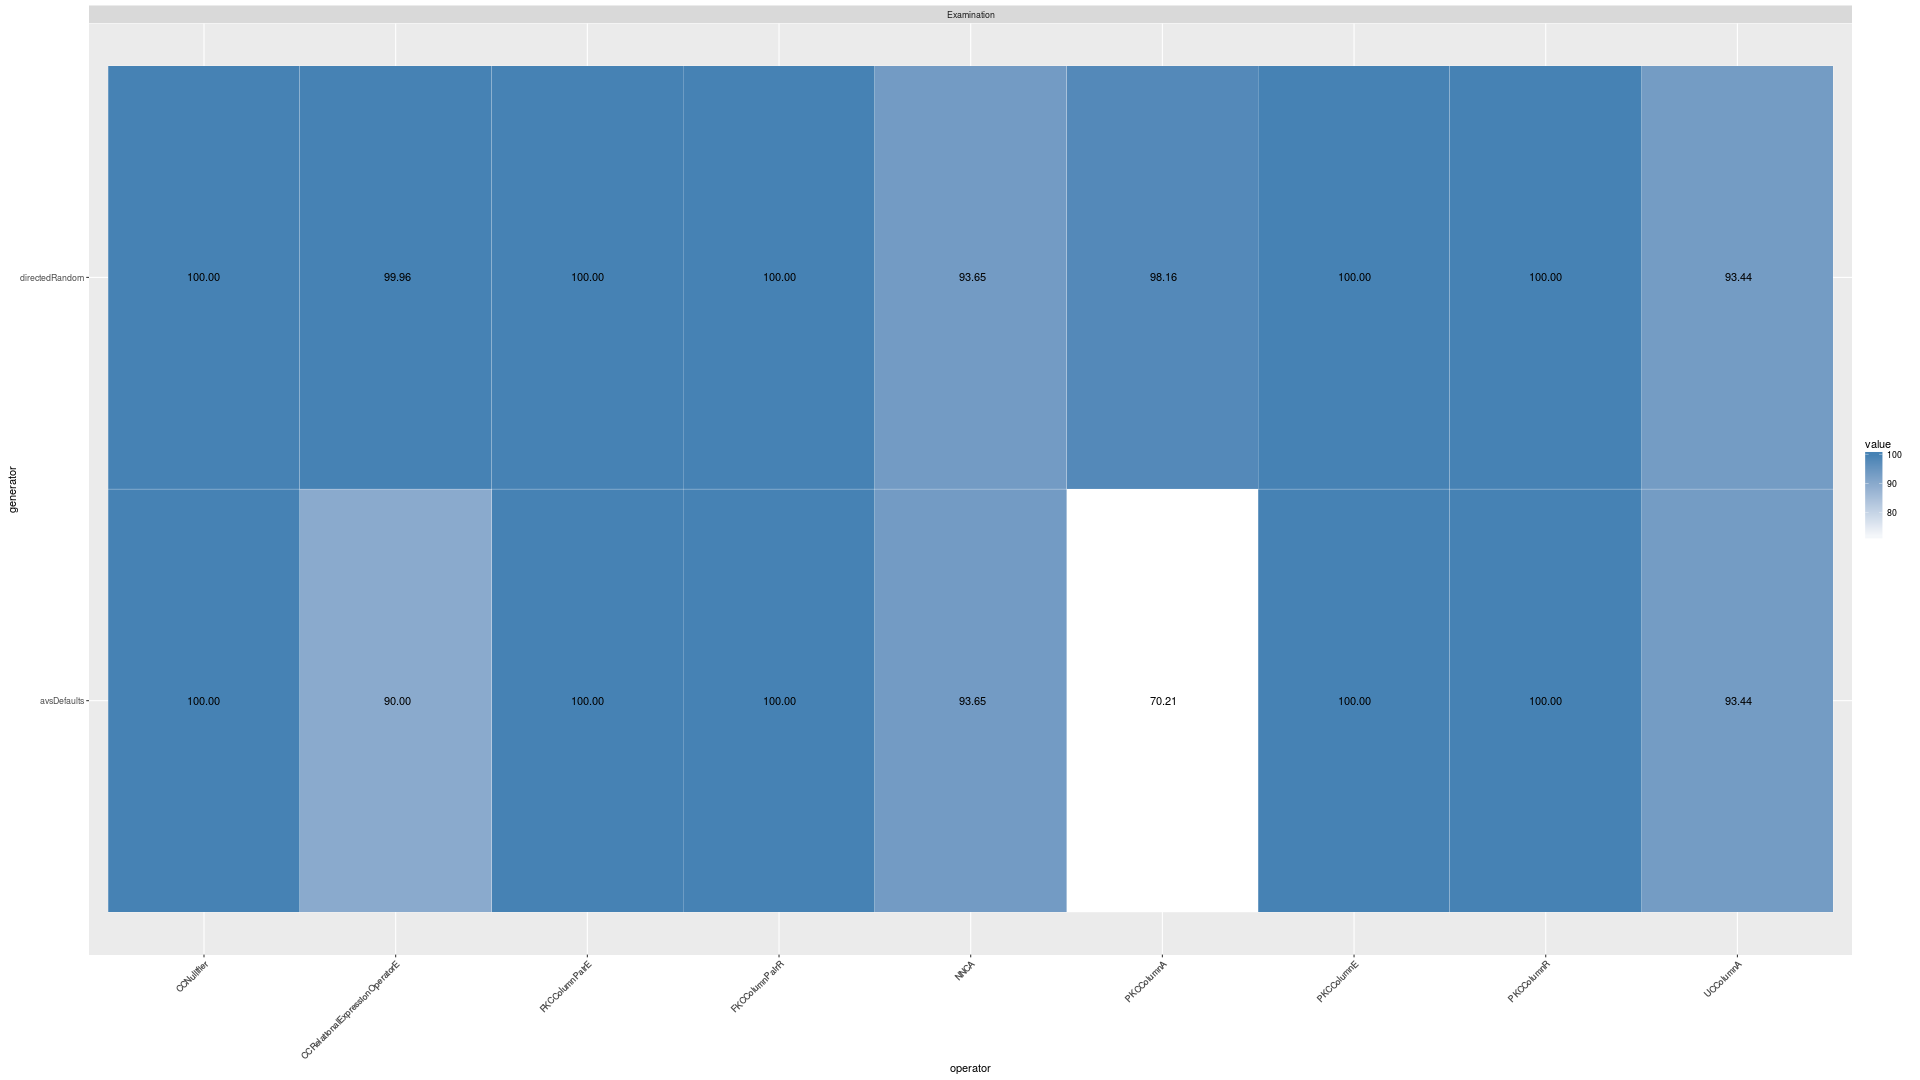 Examination
generator
directedRandom
100.00 99.96 100.00 100.00 93.65 98.16 100.00 100.00 93.44
avsDefaults
100.00 90.00 100.00 100.00 93.65 70.21 100.00 100.00 93.44
CCNullifier
CCRelationalExpressionOperatorE
FKCColumnPairE
FKCColumnPairR
NNCA
PKCColumnA
PKCColumnE
PKCColumnR
UCColumnA
operator
value
100
90
80